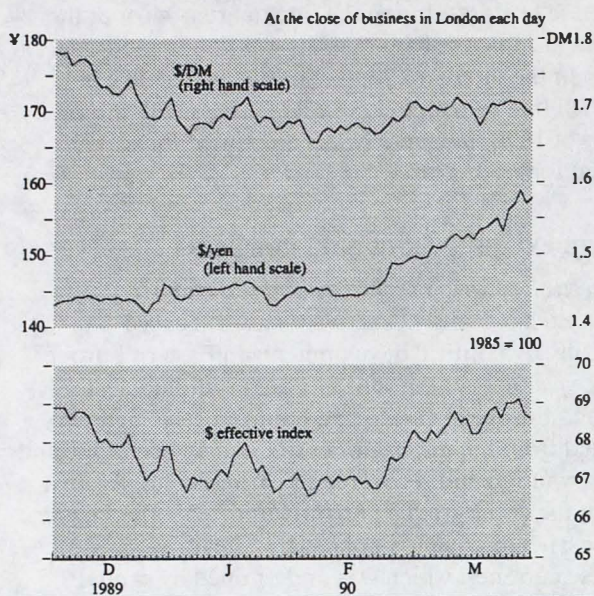 At the close of business in London each day
¥ 180
DM1.8
$/DM
(right hand scale)
170
1.7
160
1.6
150
$/yen
(left hand scale)
1.5
140
1.4
1985 = 100
70
$ effective index
69
68
67
66
65
D
J
F
M
1989
90